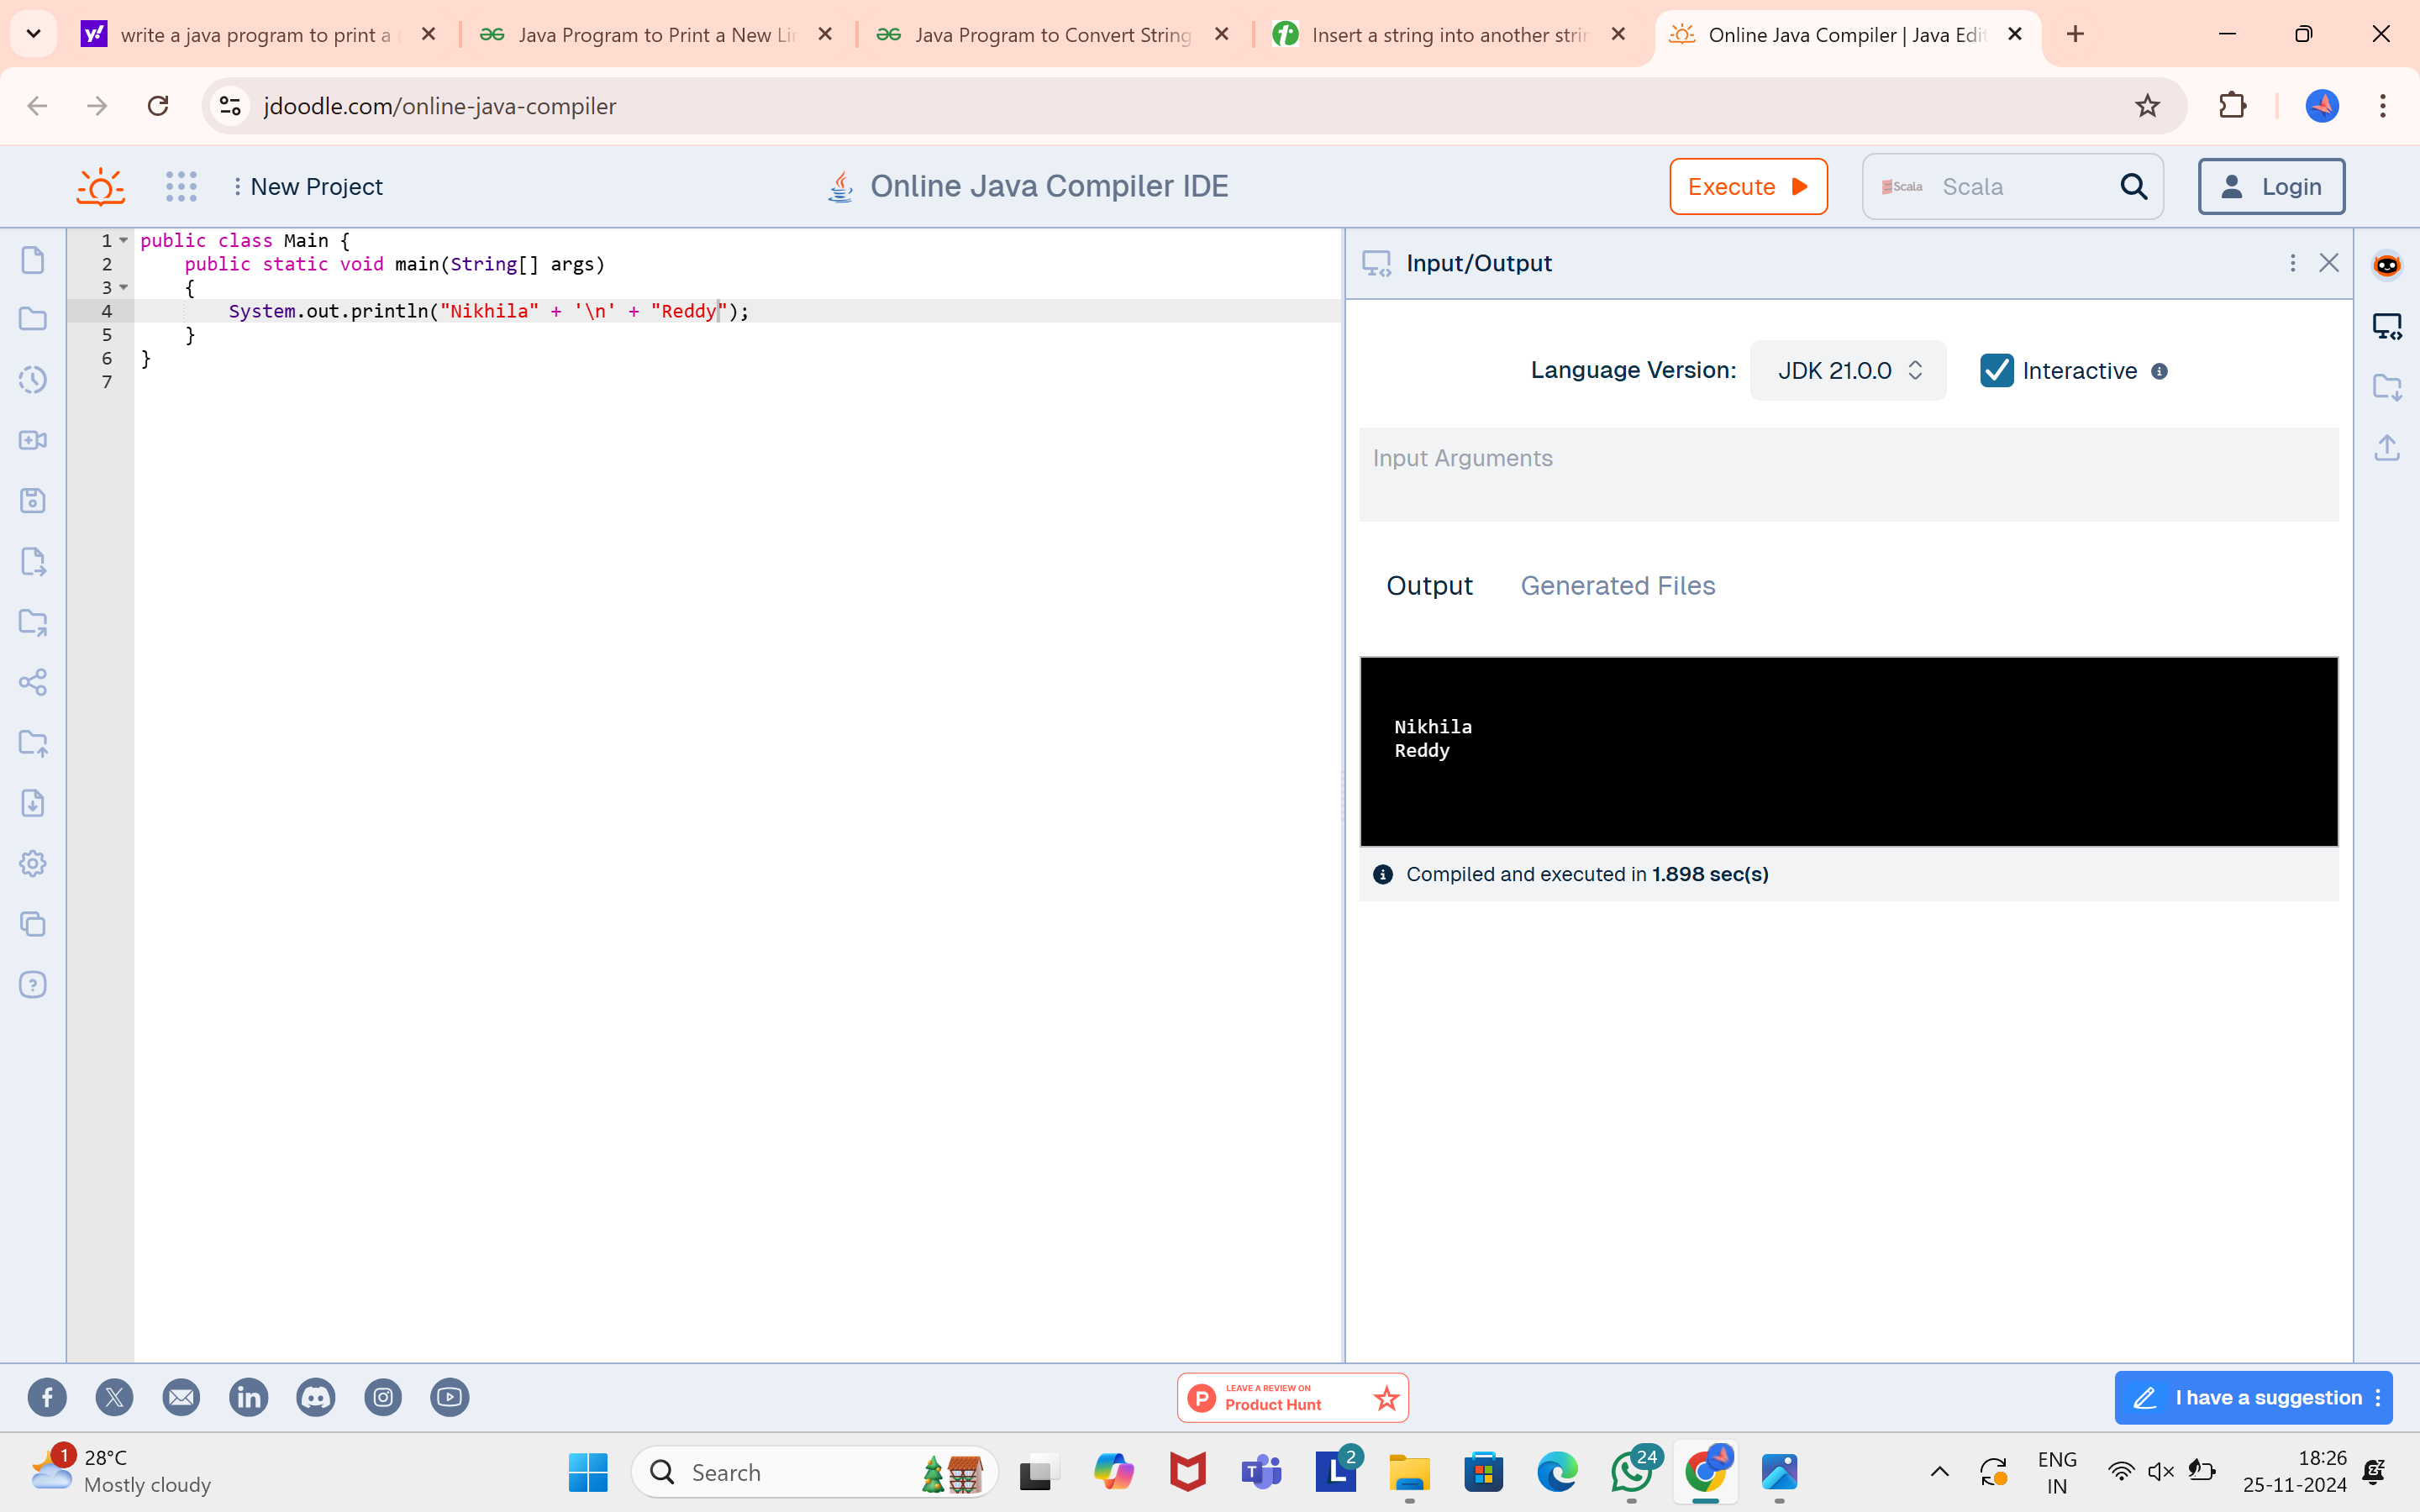 write a java program to print a
Java Program to Print a New Li
Java Program to Convert String
Insert a string into another stri
Online Java Compiler | Java Edi
jdoodle.com/online-java-compiler
New Project
Online Java Compiler IDE
Execute
Scala
Scala
Login
1 public class Main {
2 public static void main(String[] args)
3 {
4 System.out.println("Nikhila" + '\n' + "Reddy");
5 }
6 }
7
Input/Output
Language Version:
JDK 21.0.0
Interactive
Input Arguments
Output
Generated Files
Nikhila
Reddy
Compiled and executed in 1.898 sec(s)
LEAVE A REVIEW ON
Product Hunt
I have a suggestion
1
28°C
Mostly cloudy
Search
2
24
ENG
IN
18:26
25-11-2024